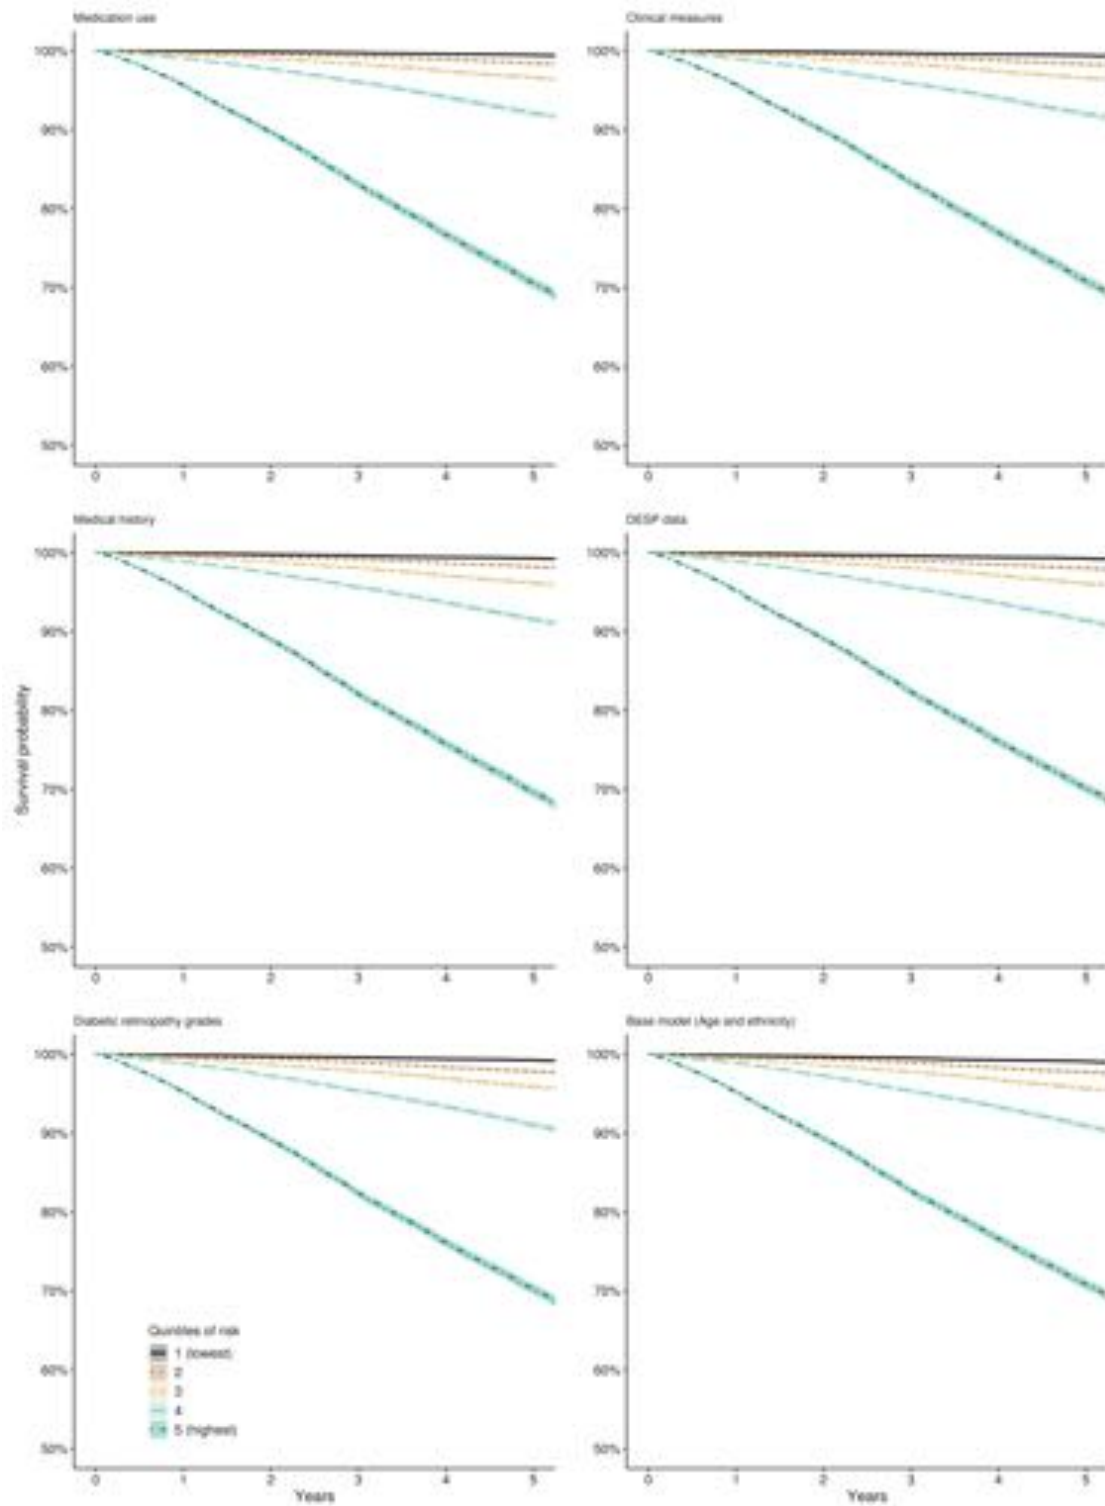 Medication use
100%
90%
80%
70%
60%
50%
0 1 2 3 4 5
Clinical measures
100%
90%
80%
70%
60%
50%
0 1 2 3 4 5
Survival probability
Medical history
100%
90%
80%
70%
60%
50%
0 1 2 3 4 5
DESP data
100%
90%
80%
70%
60%
50%
0 1 2 3 4 5
Diabetic retinopathy grades
100%
90%
80%
70%
60%
50%
Quintiles of risk
1 (lowest)
2
3
4
5 (highest)
0 1 2 3 4 5
Years
Base model (Age and ethnicity)
100%
90%
80%
70%
60%
50%
0 1 2 3 4 5
Years